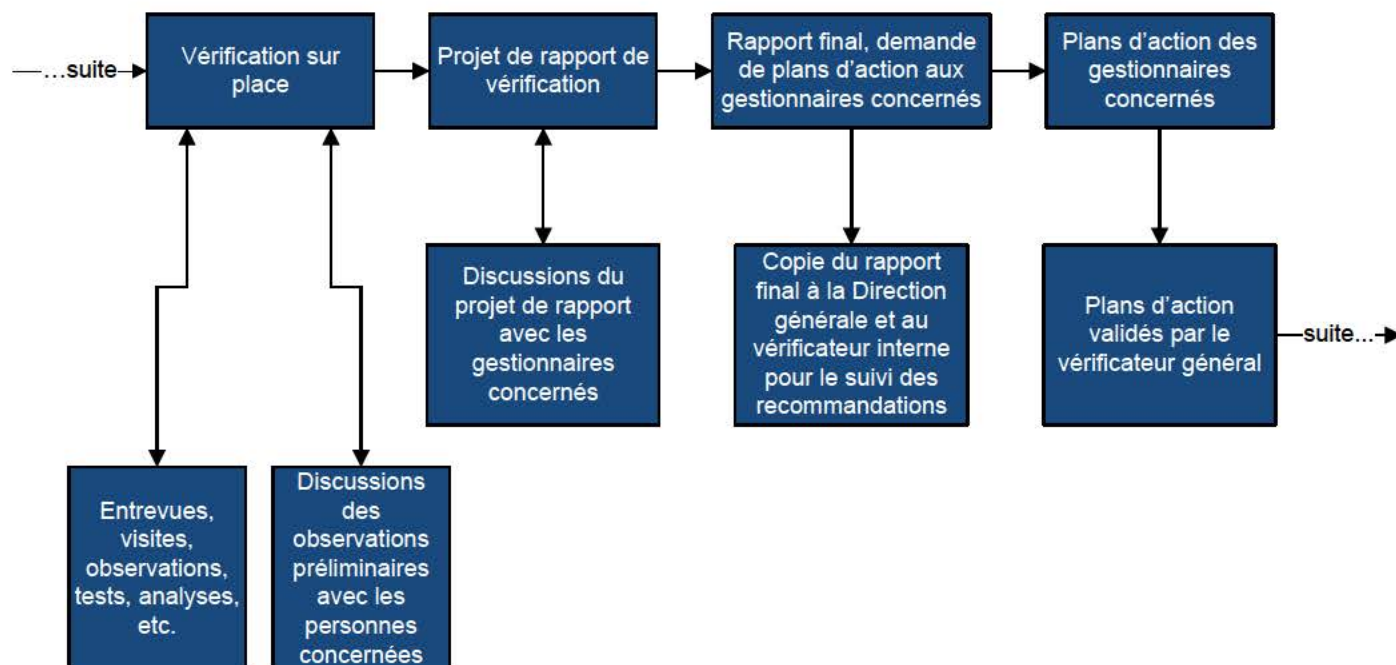 ...suite
Vérification sur
place
Projet de rapport de
vérification
Rapport final, demande
de plans d'action aux
gestionnaires concernés
Plans d'action des
gestionnaires
concernés
Discussions du
projet de rapport
avec les
gestionnaires
concernés
Copie du rapport
final à la Direction
générale et au
vérificateur interne
pour le suivi des
recommandations
Plans d'action
validés par le
vérificateur général
suite...
Entrevues,
visites,
observations,
tests, analyses,
etc.
Discussions
des
observations
préliminaires
avec les
personnes
concernées